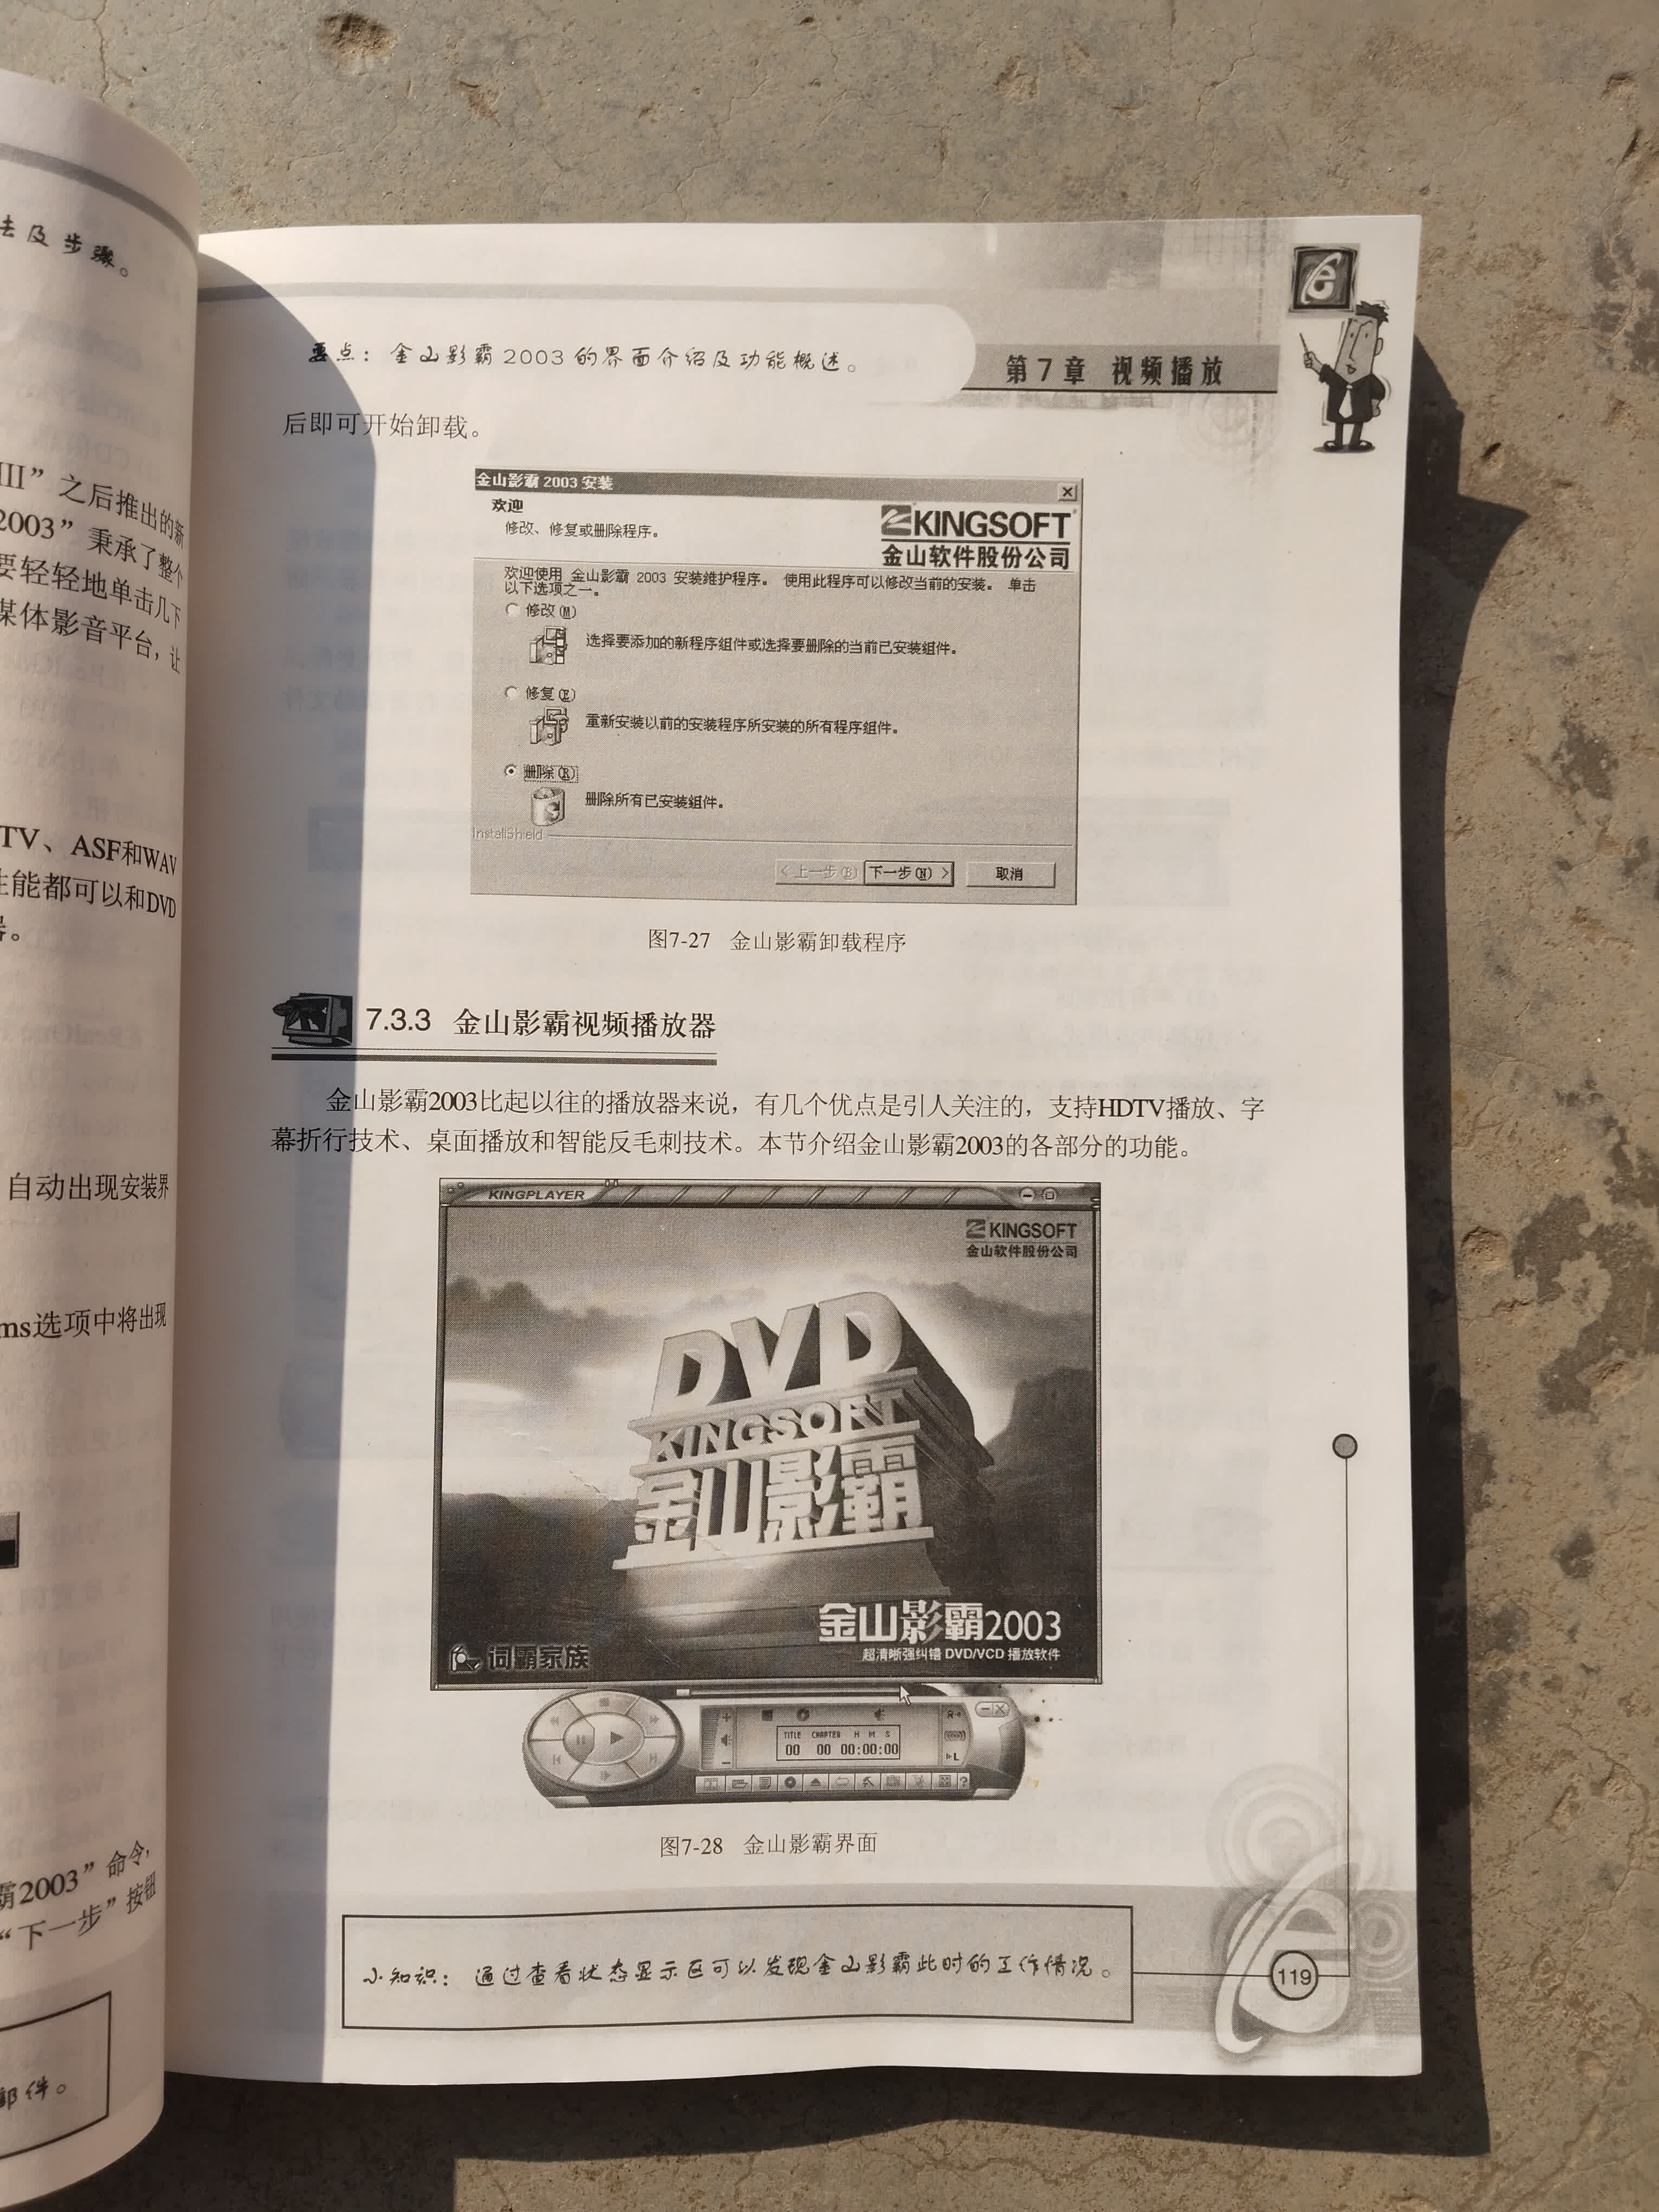 去及步骤。
III”之后推出的新
2003”秉承了整个
要轻轻地单击几下
媒体影音平台，让
TV、ASF和WAV
性能都可以和DVD
器。
自动出现安装界
ms选项中将出现
霸2003”命令，
“下一步”按钮
部件。
要点：金山影霸2003的界面介绍及功能概述。
第7章 视频播放
后即可开始卸载。
金山影霸 2003 安装
欢迎
修改、修复或删除程序。
KINGSOFT
金山软件股份公司
欢迎使用 金山影霸 2003 安装维护程序。 使用此程序可以修改当前的安装。 单击
以下选项之一。
修改(M)
选择要添加的新程序组件或选择要删除的当前已安装组件。
修复(E)
重新安装以前的安装程序所安装的所有程序组件。
删除(R)
删除所有已安装组件。
InstallShield
< 上一步(B) 下一步(N) > 取消
图7-27 金山影霸卸载程序
7.3.3 金山影霸视频播放器
金山影霸2003比起以往的播放器来说，有几个优点是引人关注的，支持HDTV播放、字
幕折行技术、桌面播放和智能反毛刺技术。本节介绍金山影霸2003的各部分的功能。
KINGPLAYER
KINGSOFT
金山软件股份公司
DVD
KINGSOFT
金山影霸
金山影霸2003
超清晰强纠错 DVD/VCD 播放软件
词霸家族
TITLE CHAPTER H M S
00 00 00:00:00
图7-28 金山影霸界面
小知识：通过查看状态显示区可以发现金山影霸此时的工作情况。
119